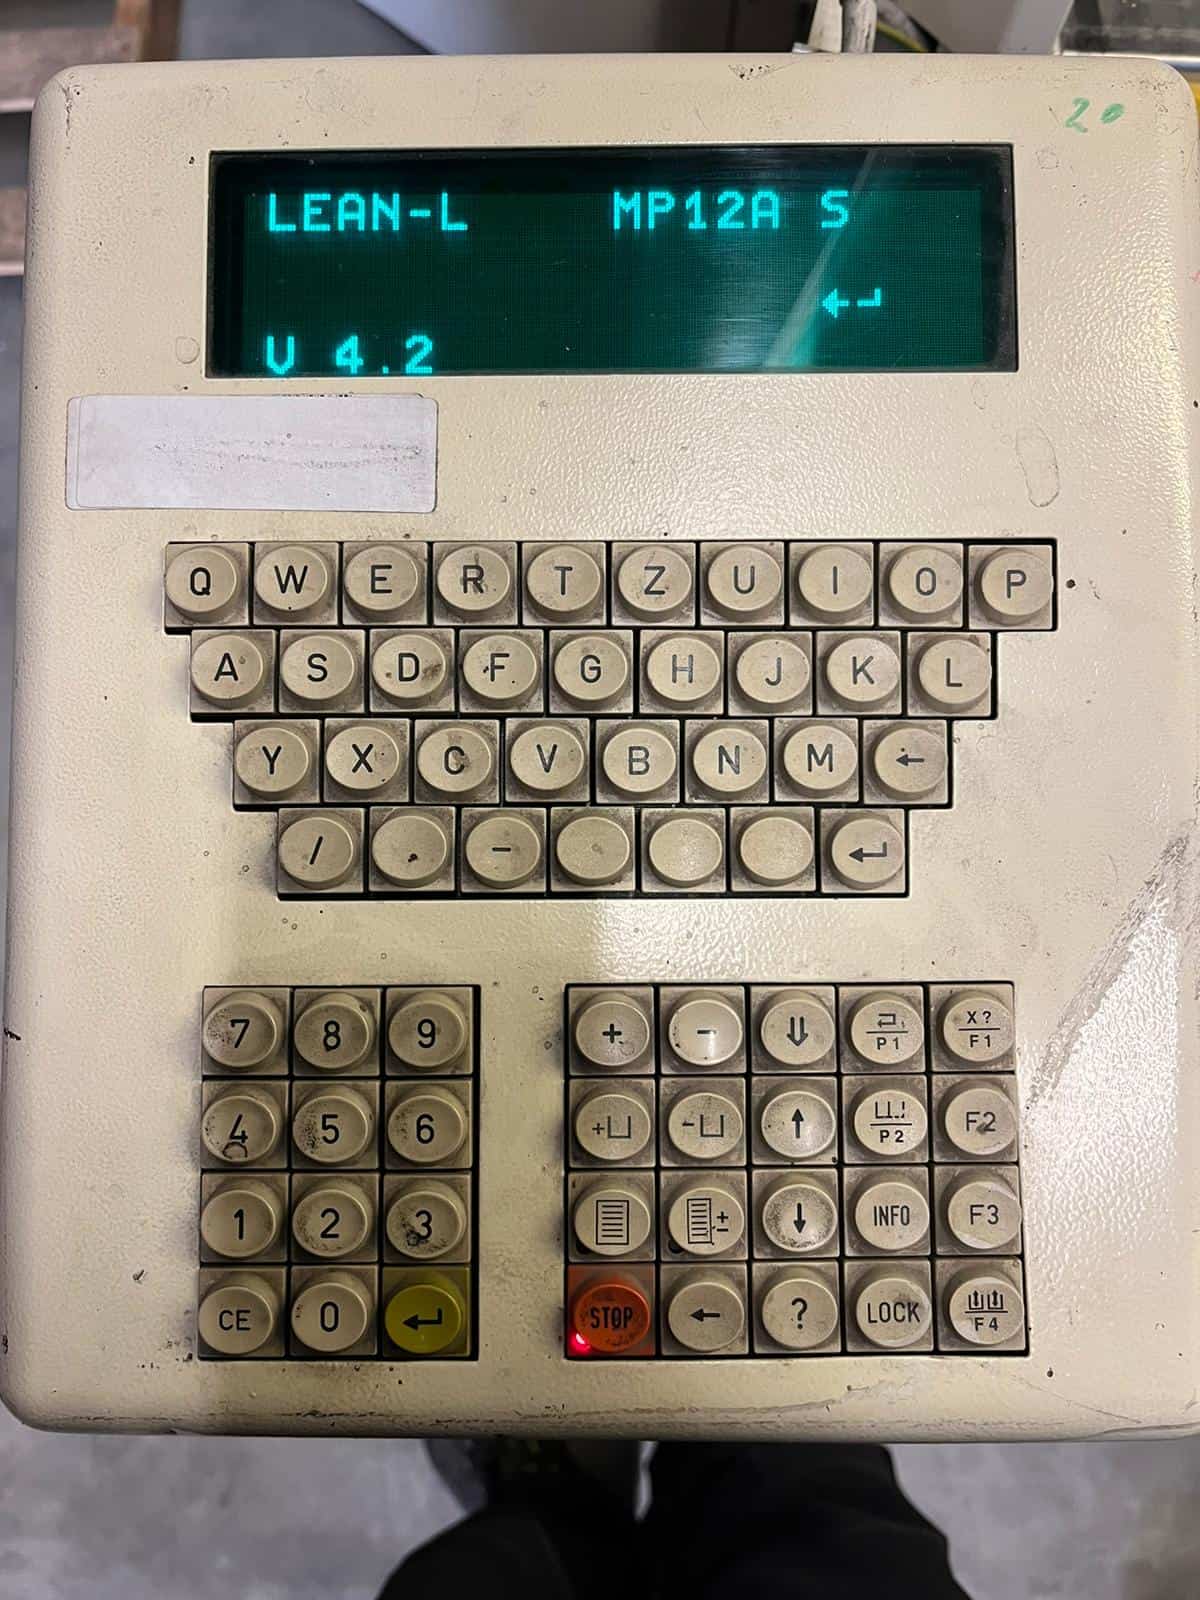 20
LEAN-L MP12A S
←┘
V 4.2
Q W E R T Z U I O P
A S D F G H J K L
Y X C V B N M ←
/ . - ↵
7 8 9
4 5 6
1 2 3
CE 0 ↵
+ - ⇓ P1 X? F1
+⊔ -⊔ ↑ P2 F2
± ↓ INFO F3
STOP ← ? LOCK F4